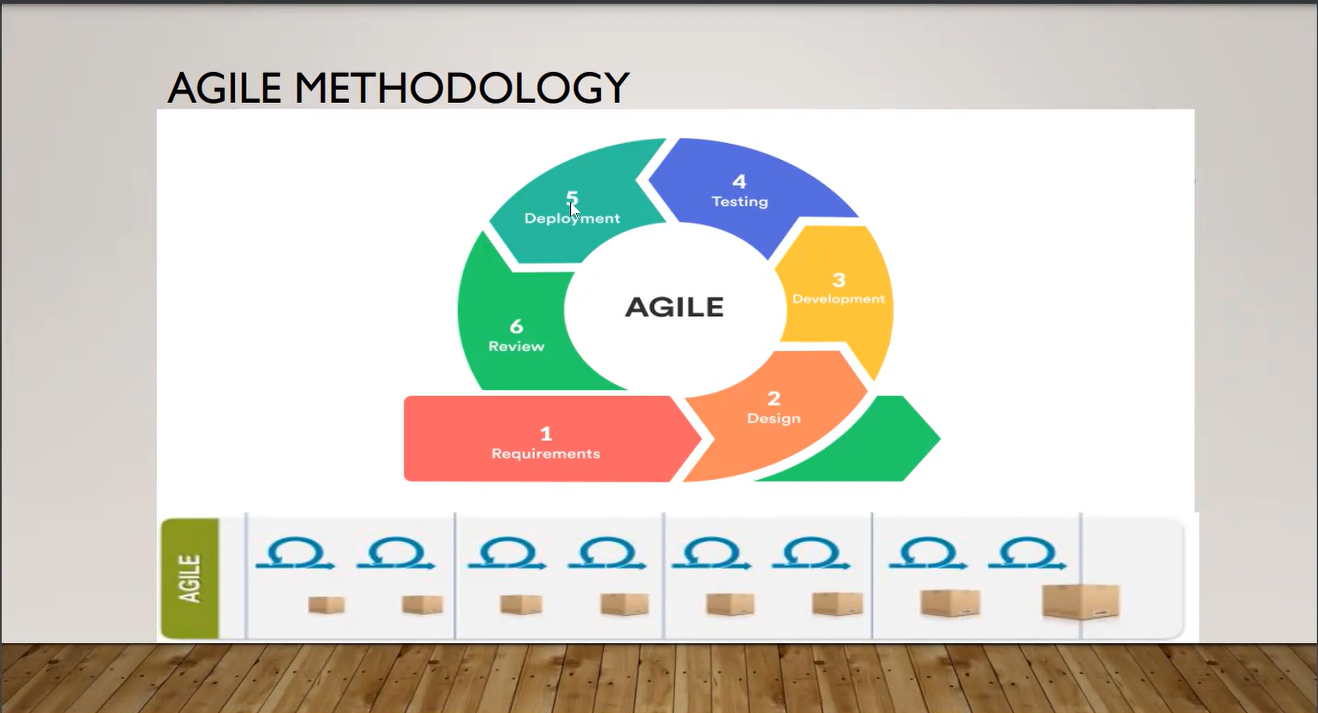 AGILE METHODOLOGY
5
Deployment
4
Testing
3
Development
AGILE
6
Review
2
Design
1
Requirements
AGILE